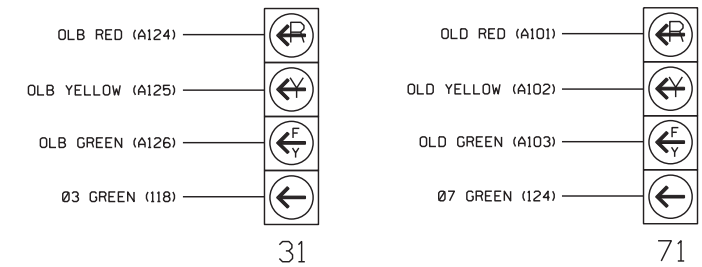 OLB RED (A124)
R
OLB YELLOW (A125)
Y
OLB GREEN (A126)
F
Y
Ø3 GREEN (118)
31
OLD RED (A101)
R
OLD YELLOW (A102)
Y
OLD GREEN (A103)
F
Y
Ø7 GREEN (124)
71